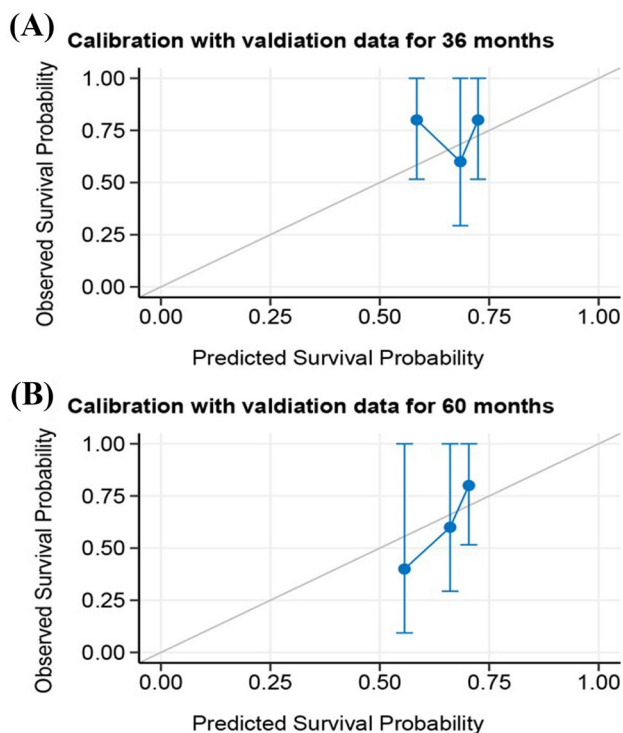 (A)
Calibration with valdiation data for 36 months
Observed Survival Probability
1.00
0.75
0.50
0.25
0.00
0.00 0.25 0.50 0.75 1.00
Predicted Survival Probability
(B)
Calibration with valdiation data for 60 months
Observed Survival Probability
1.00
0.75
0.50
0.25
0.00
0.00 0.25 0.50 0.75 1.00
Predicted Survival Probability